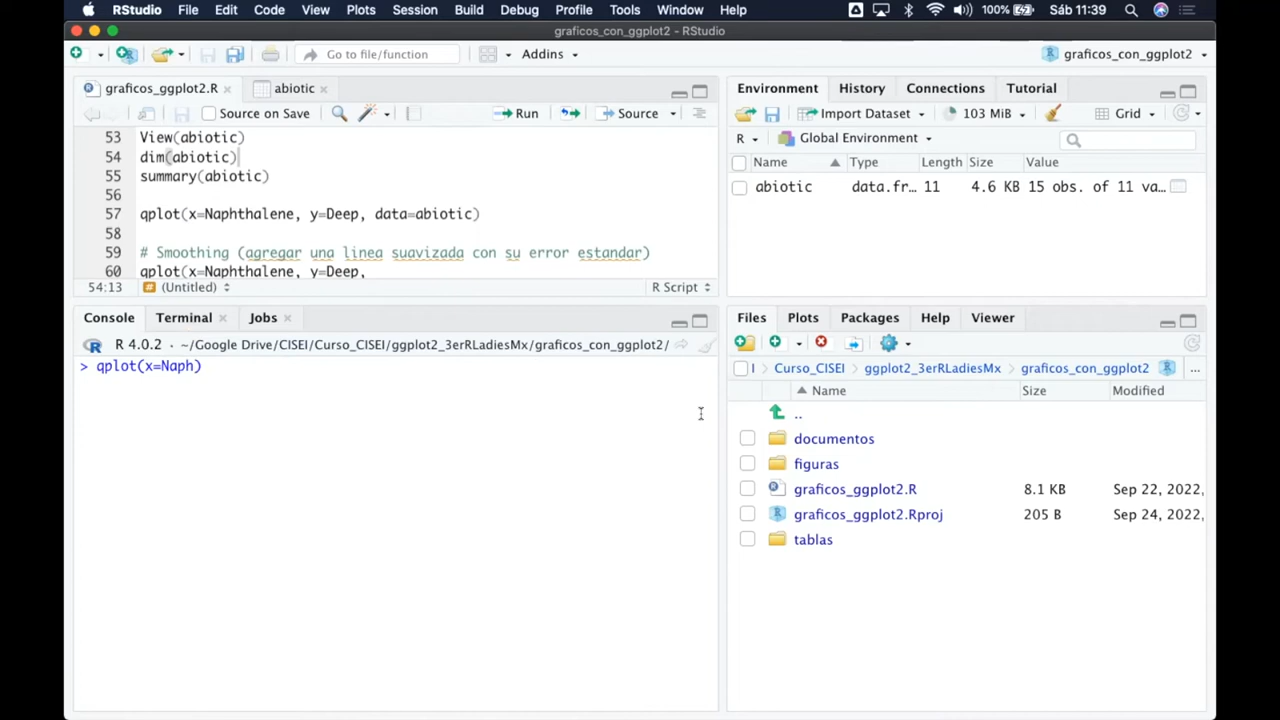 RStudio File Edit Code View Plots Session Build Debug Profile Tools Window Help 100% Sáb 11:39
graficos_con_ggplot2 - RStudio
Go to file/function Addins graficos_con_ggplot2
graficos_ggplot2.R abiotic
Source on Save Run Source
53 View(abiotic)
54 dim(abiotic)
55 summary(abiotic)
56
57 qplot(x=Naphthalene, y=Deep, data=abiotic)
58
59 # Smoothing (agregar una linea suavizada con su error estandar)
60 qplot(x=Naphthalene, y=Deep,
54:13 # (Untitled) R Script
Console Terminal Jobs
R R 4.0.2 · ~/Google Drive/CISEI/Curso_CISEI/ggplot2_3erRLadiesMx/graficos_con_ggplot2/
> qplot(x=Naph)
Environment History Connections Tutorial
Import Dataset 103 MiB Grid
R Global Environment
Name Type Length Size Value
abiotic data.fr… 11 4.6 KB 15 obs. of 11 va…
Files Plots Packages Help Viewer
R
I Curso_CISEI ggplot2_3erRLadiesMx graficos_con_ggplot2 R ...
Name Size Modified
..
documentos
figuras
graficos_ggplot2.R 8.1 KB Sep 22, 2022,
graficos_ggplot2.Rproj 205 B Sep 24, 2022,
tablas